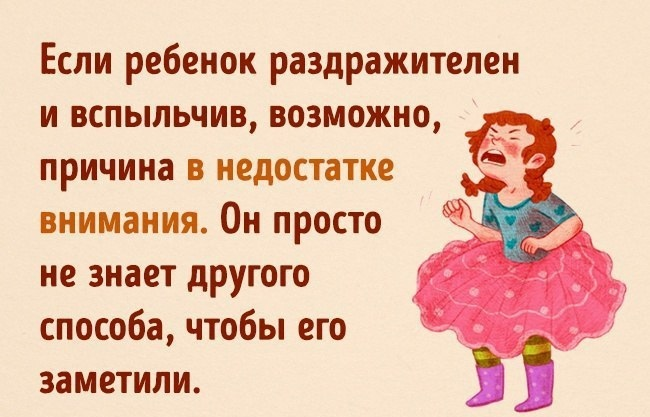 Если ребенок раздражителен
и вспыльчив, возможно,
причина в недостатке
внимания. Он просто
не знает другого
способа, чтобы его
заметили.